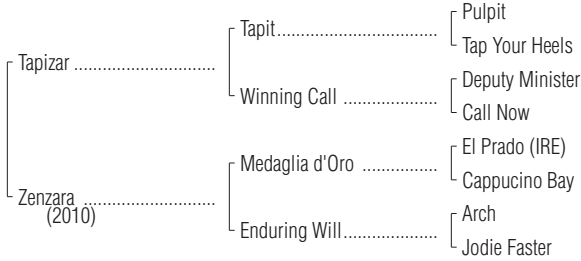 Pulpit
Tapit
Tap Your Heels
Tapizar
Deputy Minister
Winning Call
Call Now
El Prado (IRE)
Medaglia d'Oro
Cappucino Bay
Zenzara
(2010)
Arch
Enduring Will
Jodie Faster